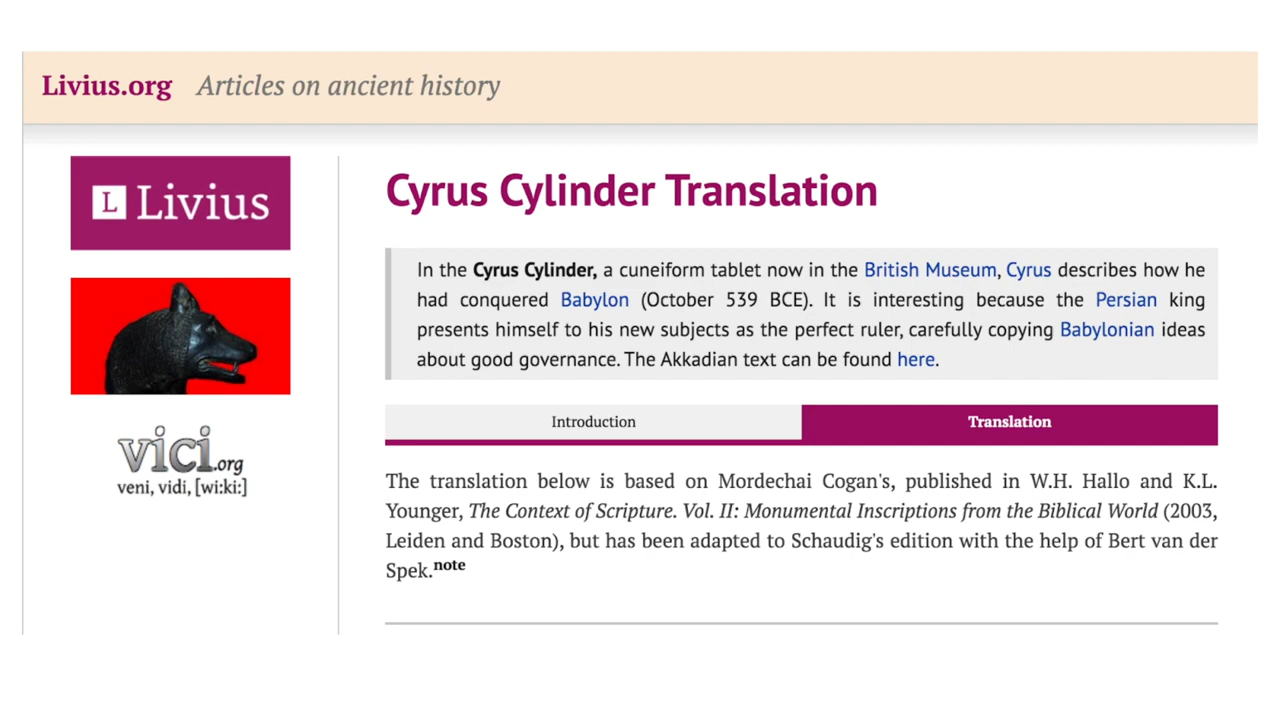 Livius.org Articles on ancient history
L Livius
vici.org
veni, vidi, [wi:ki:]
Cyrus Cylinder Translation
In the Cyrus Cylinder, a cuneiform tablet now in the British Museum, Cyrus describes how he
had conquered Babylon (October 539 BCE). It is interesting because the Persian king
presents himself to his new subjects as the perfect ruler, carefully copying Babylonian ideas
about good governance. The Akkadian text can be found here.
Introduction
Translation
The translation below is based on Mordechai Cogan's, published in W.H. Hallo and K.L.
Younger, The Context of Scripture. Vol. II: Monumental Inscriptions from the Biblical World (2003,
Leiden and Boston), but has been adapted to Schaudig's edition with the help of Bert van der
Spek.note